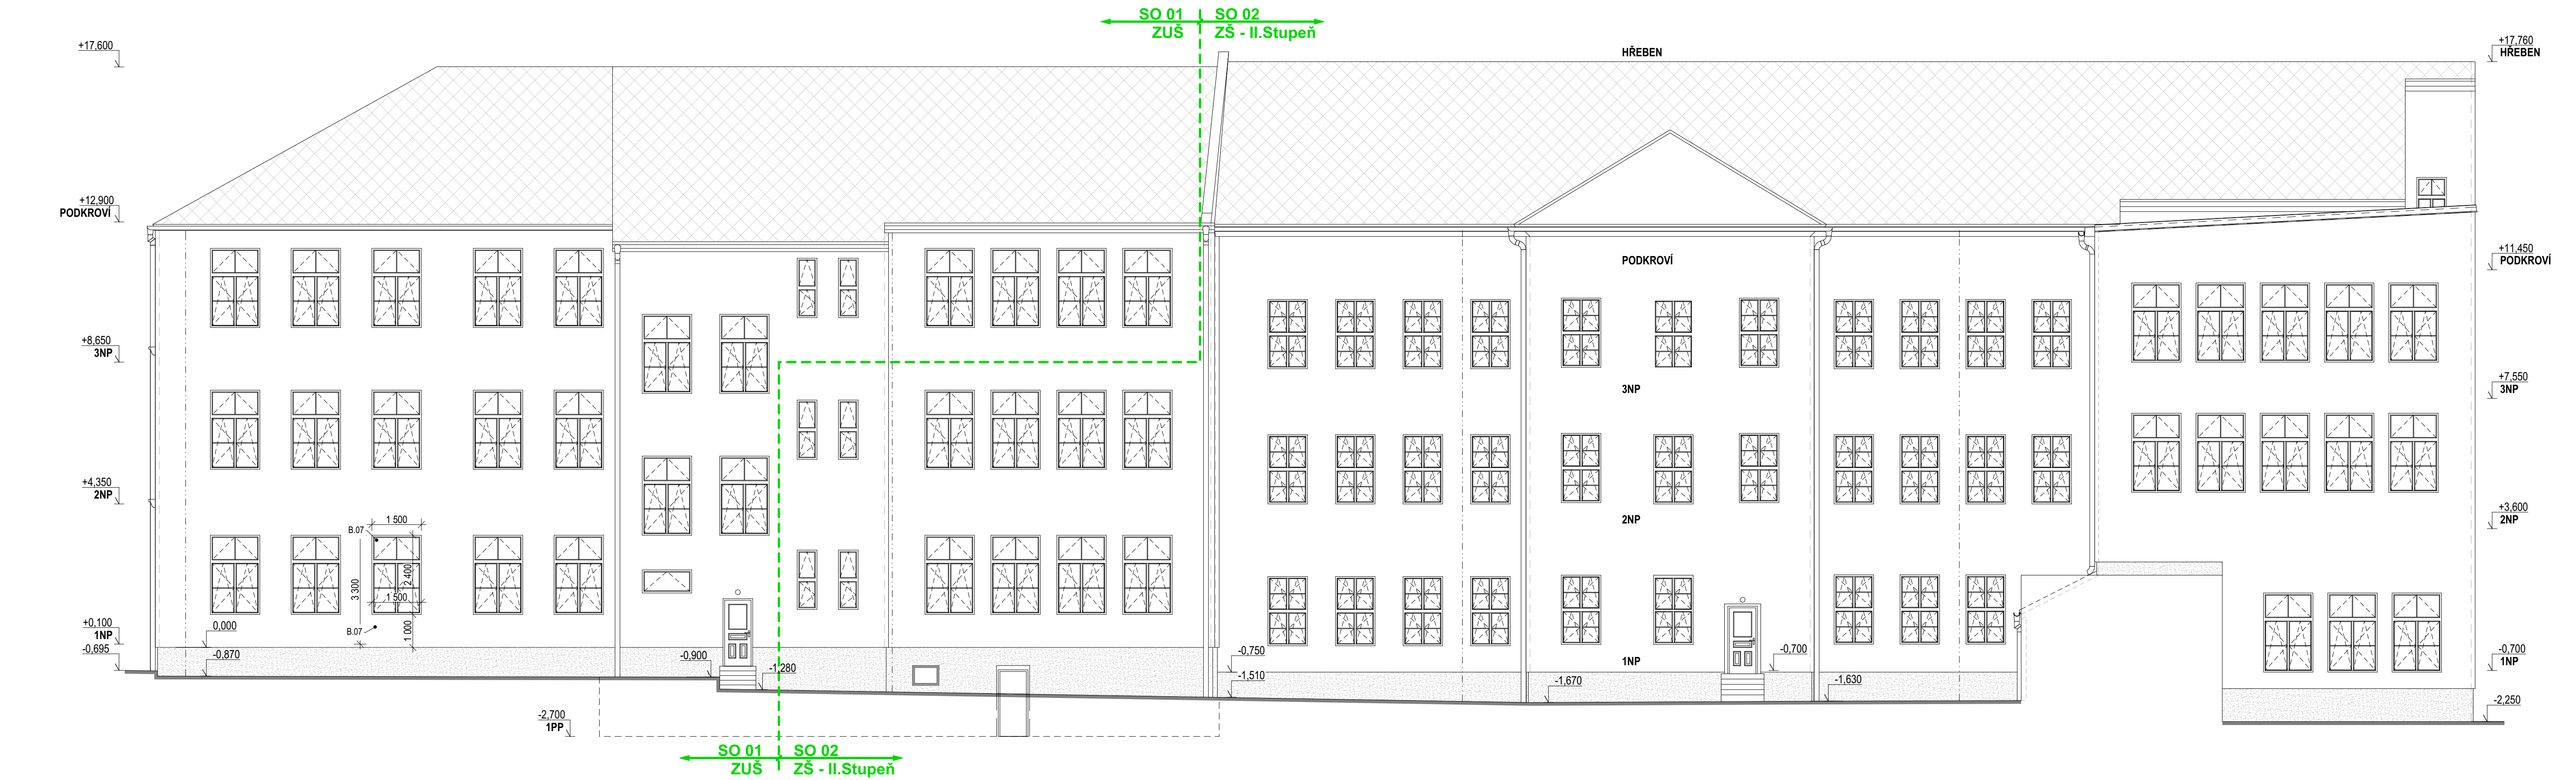 SO 01 SO 02
ZUŠ ZŠ - II.Stupeň
+17,600
HŘEBEN
+17,760
HŘEBEN
+12,900
PODKROVÍ
PODKROVÍ
+11,450
PODKROVÍ
+8,650
3NP
3NP
+7,550
3NP
+4,350
2NP
2NP
+3,600
2NP
1 500
B.07
3 300
2 400
1 500
B.07
1 000
+0,100
1NP
-0,695
0,000
-0,870
-0,900
-1,280
-0,750
-1,510
1NP
-1,670
-0,700
-1,630
-0,700
1NP
-2,250
-2,700
1PP
SO 01 SO 02
ZUŠ ZŠ - II.Stupeň